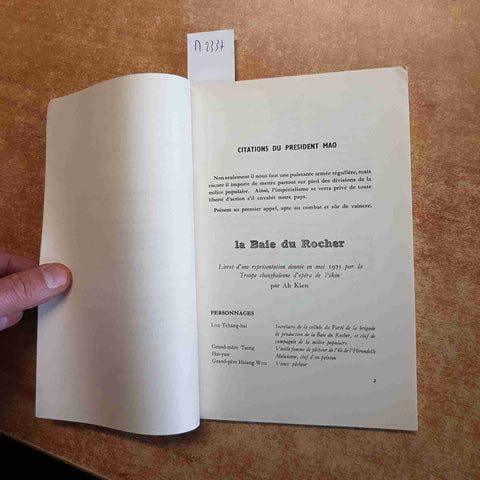 n 2337
CITATIONS DU PRESIDENT MAO
Non seulement il nous faut une puissante armée régulière, mais
encore il importe de mettre partout sur pied des divisions de la
milice populaire. Ainsi, l'impérialisme se verra privé de toute
liberté d'action s'il envahit notre pays.
Présent au premier appel, apte au combat et sûr de vaincre.
la Baie du Rocher
Livret d'une représentation donnée en mai 1975 par la
Troupe changhaïenne d'opéra de Pékin
par Ah Kien
PERSONNAGES
Lou Tchang-hai Secrétaire de la cellule du Parti de la brigade
de production de la Baie du Rocher, et chef de
compagnie de la milice populaire
Grand-mère Tseng Vieille femme de pêcheur de l'île de l'Hirondelle
Hai-yun Milicienne, chef d'un peloton
Grand-père Hsiang Wen Vieux pêcheur
3